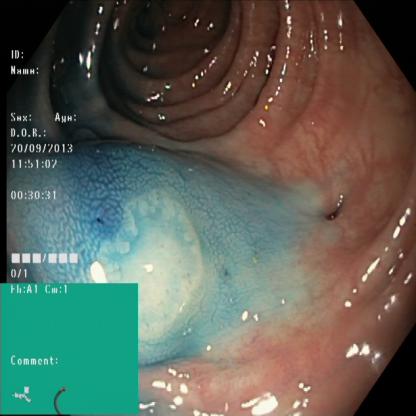 ID:
Name:
Sex: Age:
D.O.B.:
20/09/2013
11:51:02
00:30:31
■■■/■■■
0/1
Eh:A1 Cm:1
Comment: